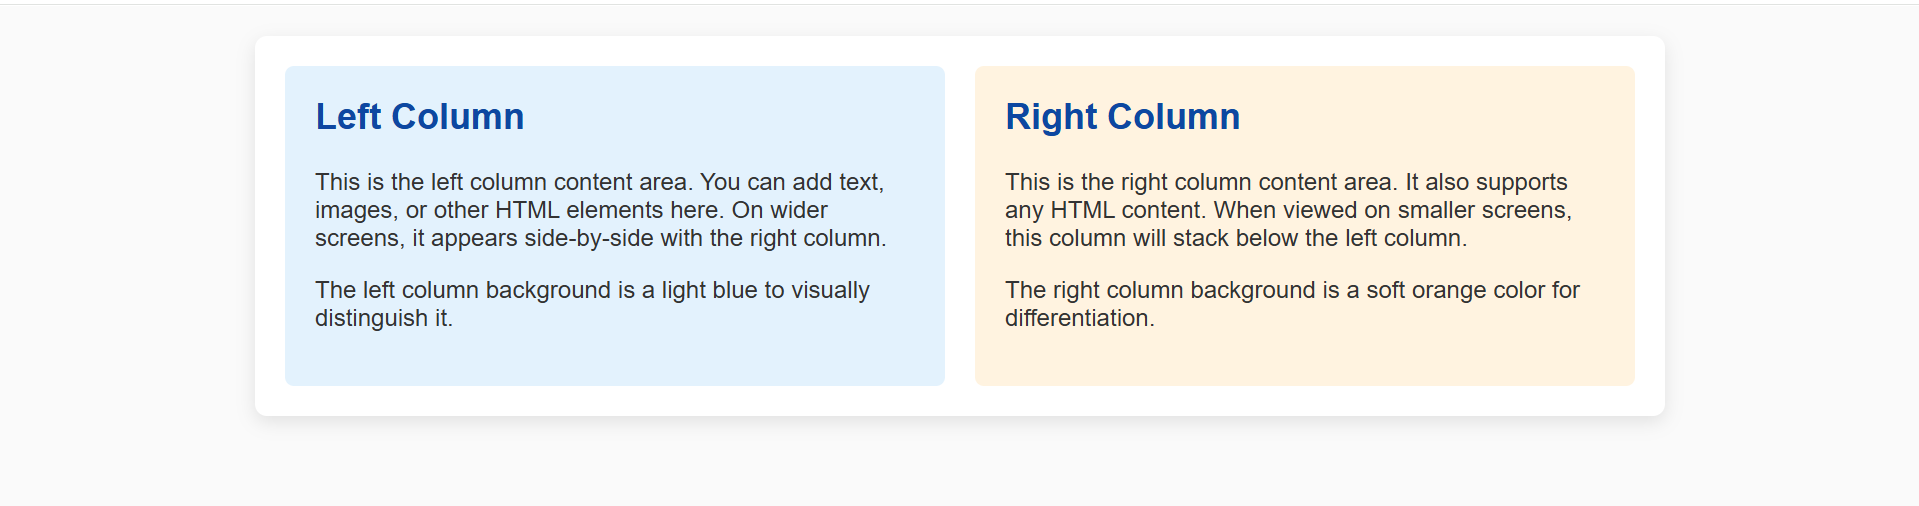 Left Column
This is the left column content area. You can add text,
images, or other HTML elements here. On wider
screens, it appears side-by-side with the right column.
The left column background is a light blue to visually
distinguish it.
Right Column
This is the right column content area. It also supports
any HTML content. When viewed on smaller screens,
this column will stack below the left column.
The right column background is a soft orange color for
differentiation.